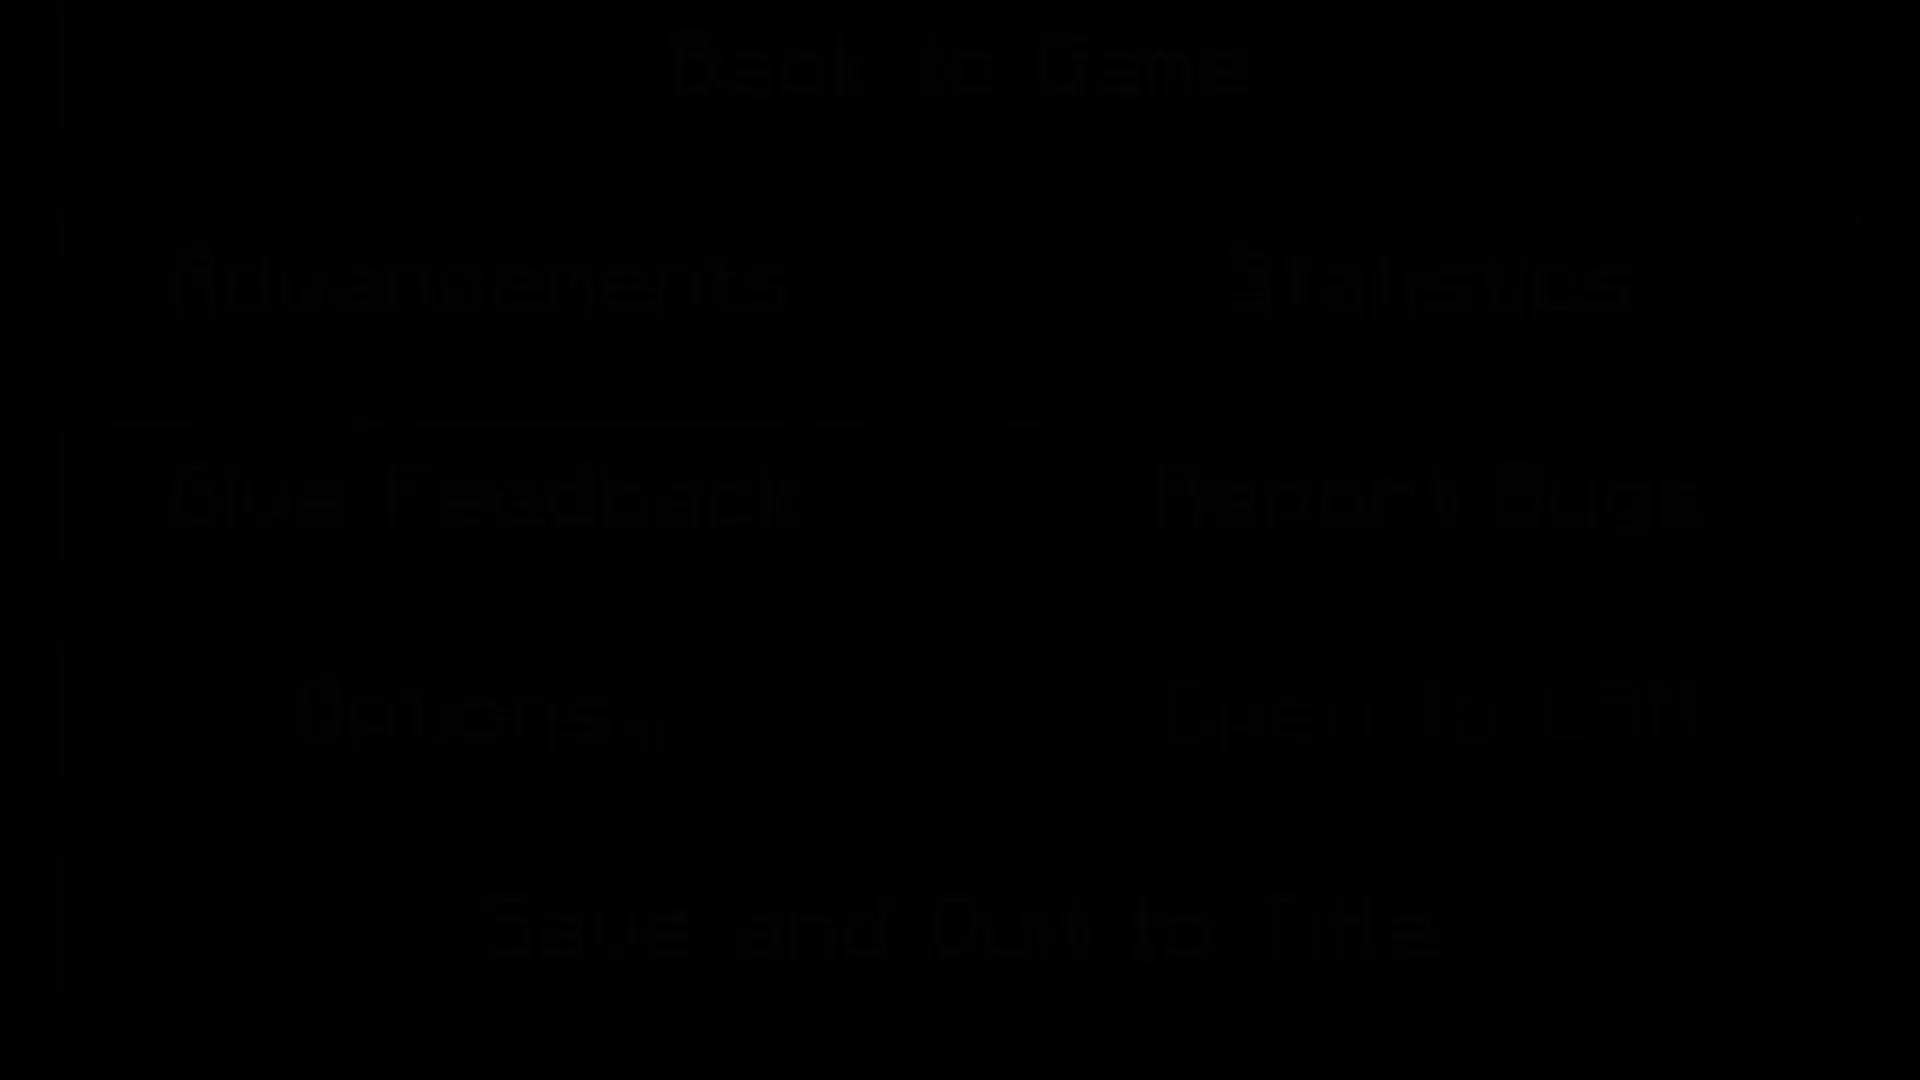 Back to Game
Advancements Statistics
Give Feedback Report Bugs
Options... Open to LAN
Save and Quit to Title